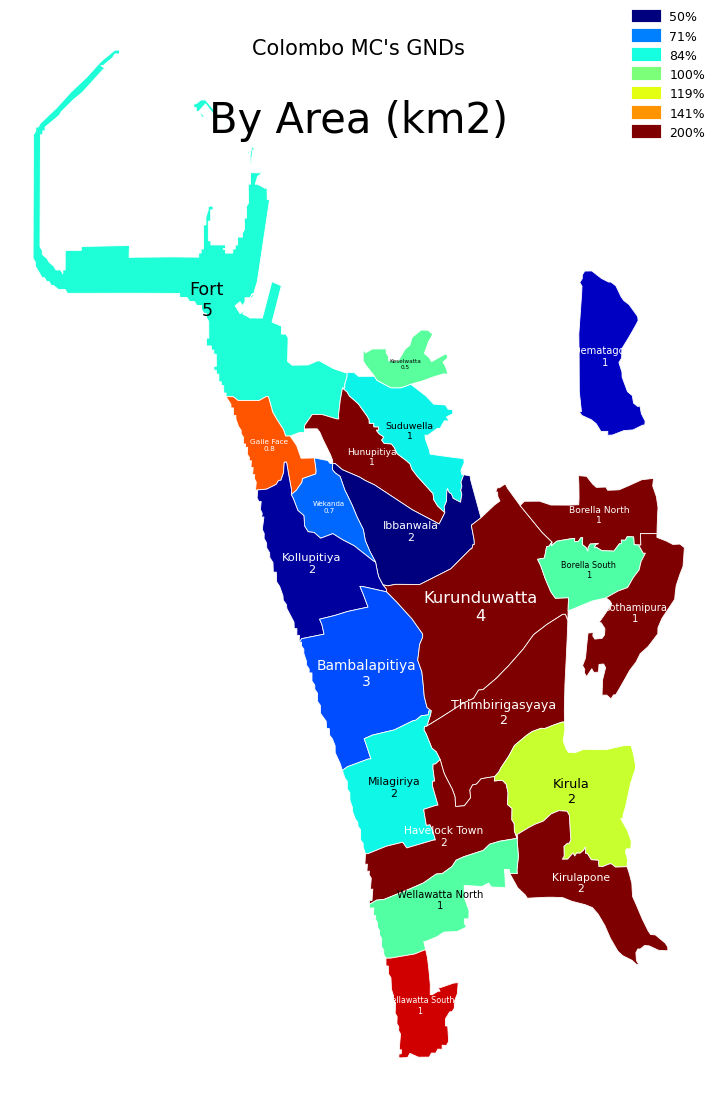 Colombo MC's GNDs
By Area (km2)
50%
71%
84%
100%
119%
141%
200%
Fort
5
Keselwatta
0.5
Dematagoda
1
Suduwella
1
Galle Face
0.8
Hunupitiya
1
Wekanda
0.7
Ibbanwala
2
Borella North
1
Kollupitiya
2
Borella South
1
Kurunduwatta
4
othamipura
1
Bambalapitiya
3
Thimbirigasyaya
2
Milagiriya
2
Kirula
2
Havelock Town
2
Kirulapone
2
Wellawatta North
1
ellawatta South
1